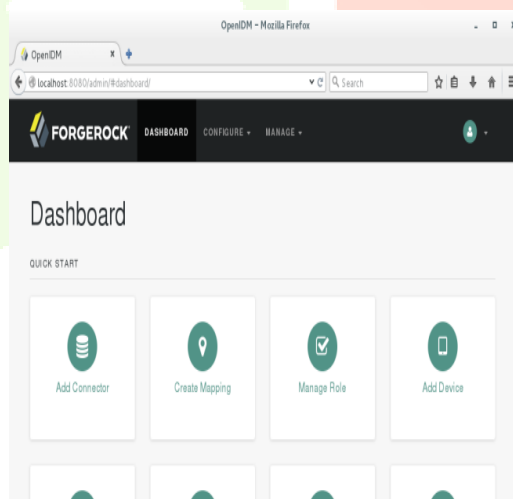 OpenIDM - Mozilla Firefox
OpenIDM
localhost:8080/admin/#dashboard/
Search
FORGEROCK
DASHBOARD
CONFIGURE
MANAGE
Dashboard
QUICK START
Add Connector
Create Mapping
Manage Role
Add Device